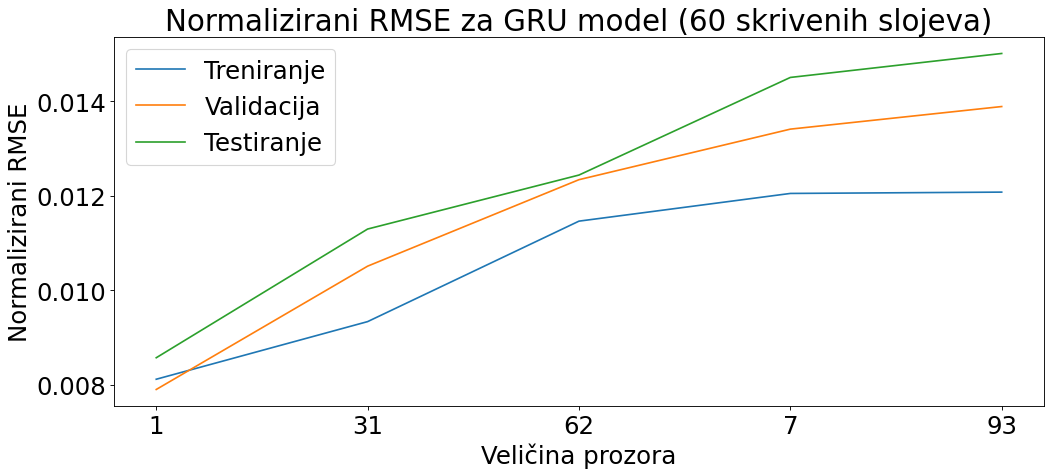 Normalizirani RMSE za GRU model (60 skrivenih slojeva)
Treniranje
Validacija
Testiranje
Normalizirani RMSE
0.014
0.012
0.010
0.008
1 31 62 7 93
Veličina prozora